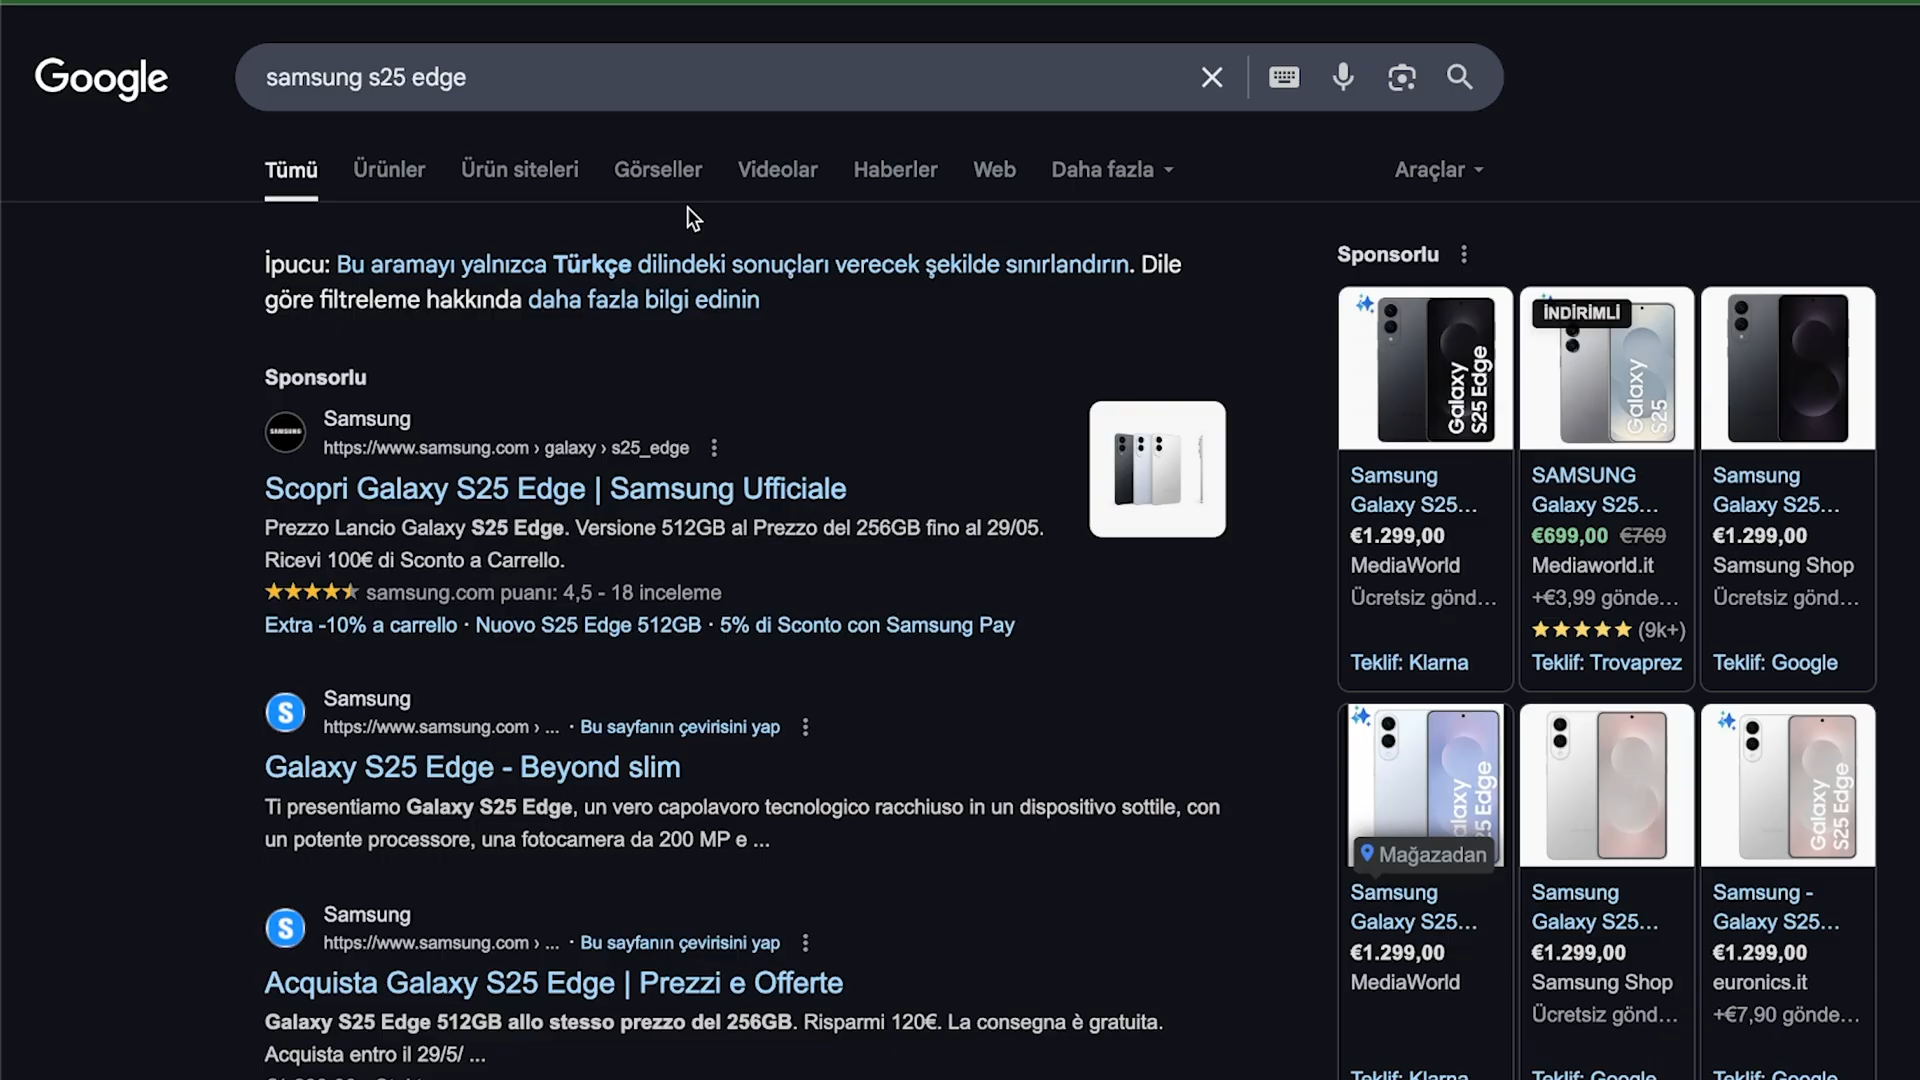 Google
samsung s25 edge
Tümü Ürünler Ürün siteleri Görseller Videolar Haberler Web Daha fazla Araçlar
İpucu: Bu aramayı yalnızca Türkçe dilindeki sonuçları verecek şekilde sınırlandırın. Dile
göre filtreleme hakkında daha fazla bilgi edinin
Sponsorlu
SAMSUNG
Samsung
https://www.samsung.com › galaxy › s25_edge
Scopri Galaxy S25 Edge | Samsung Ufficiale
Prezzo Lancio Galaxy S25 Edge. Versione 512GB al Prezzo del 256GB fino al 29/05.
Ricevi 100€ di Sconto a Carrello.
samsung.com puanı: 4,5 - 18 inceleme
Extra -10% a carrello · Nuovo S25 Edge 512GB · 5% di Sconto con Samsung Pay
S
Samsung
https://www.samsung.com › ... · Bu sayfanın çevirisini yap
Galaxy S25 Edge - Beyond slim
Ti presentiamo Galaxy S25 Edge, un vero capolavoro tecnologico racchiuso in un dispositivo sottile, con
un potente processore, una fotocamera da 200 MP e ...
S
Samsung
https://www.samsung.com › ... · Bu sayfanın çevirisini yap
Acquista Galaxy S25 Edge | Prezzi e Offerte
Galaxy S25 Edge 512GB allo stesso prezzo del 256GB. Risparmi 120€. La consegna è gratuita.
Acquista entro il 29/5/ ...
Sponsorlu
Galaxy
S25 Edge
Samsung
Galaxy S25...
€1.299,00
MediaWorld
Ücretsiz gönd...
Teklif: Klarna
İNDİRİMLİ
Galaxy
S25
SAMSUNG
Galaxy S25...
€699,00 €769
Mediaworld.it
+€3,99 gönde...
(9k+)
Teklif: Trovaprez
Samsung
Galaxy S25...
€1.299,00
Samsung Shop
Ücretsiz gönd...
Teklif: Google
Mağazadan
Samsung
Galaxy S25...
€1.299,00
MediaWorld
Teklif: Klarna
Samsung
Galaxy S25...
€1.299,00
Samsung Shop
Ücretsiz gönd...
Teklif: Google
Galaxy
S25 Edge
Samsung -
Galaxy S25...
€1.299,00
euronics.it
+€7,90 gönde...
Teklif: Google